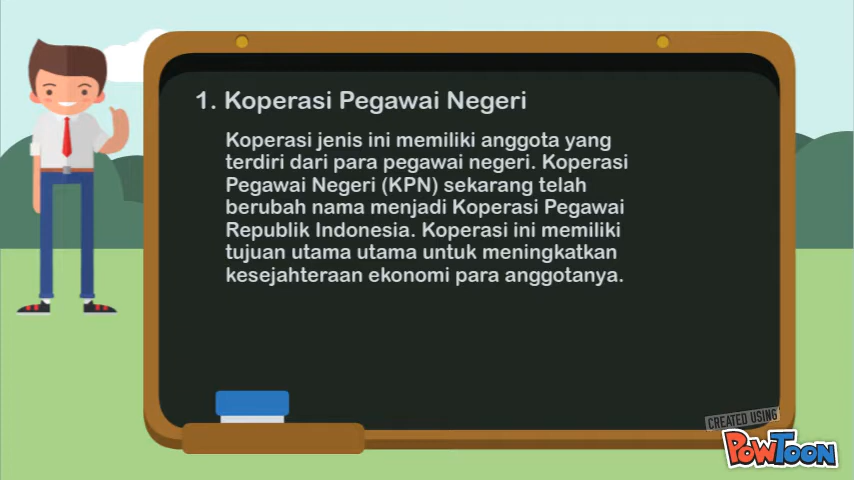 1. Koperasi Pegawai Negeri
Koperasi jenis ini memiliki anggota yang
terdiri dari para pegawai negeri. Koperasi
Pegawai Negeri (KPN) sekarang telah
berubah nama menjadi Koperasi Pegawai
Republik Indonesia. Koperasi ini memiliki
tujuan utama utama untuk meningkatkan
kesejahteraan ekonomi para anggotanya.
CREATED USING
POWTOON